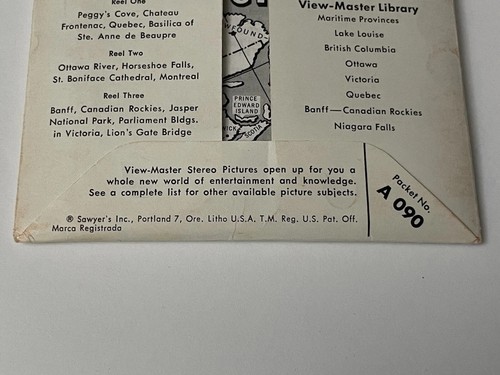 Reel One
Peggy's Cove, Chateau
Frontenac, Quebec, Basilica of
Ste. Anne de Beaupre
Reel Two
Ottawa River, Horseshoe Falls,
St. Boniface Cathedral, Montreal
Reel Three
Banff, Canadian Rockies, Jasper
National Park, Parliament Bldgs.
in Victoria, Lion's Gate Bridge
PRINCE
EDWARD
ISLAND
SCOTIA
View-Master Library
Maritime Provinces
Lake Louise
British Columbia
Ottawa
Victoria
Quebec
Banff—Canadian Rockies
Niagara Falls
View-Master Stereo Pictures open up for you a
whole new world of entertainment and knowledge.
See a complete list for other available picture subjects.
® Sawyer's Inc., Portland 7, Ore. Litho U.S.A. T.M. Reg. U.S. Pat. Off.
Marca Registrada
Packet No.
A 090